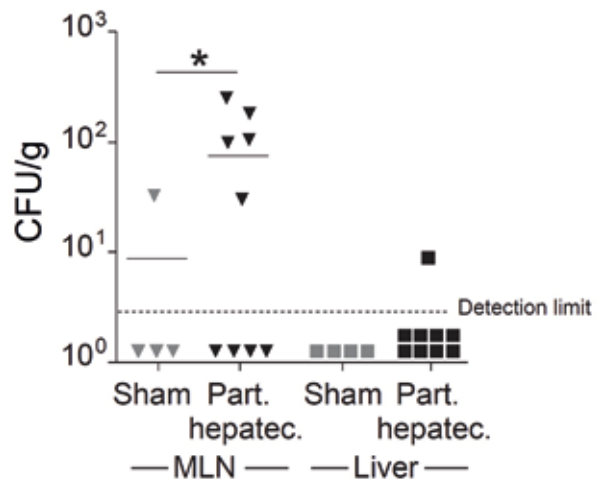 10³
*
10²
CFU/g
10¹
Detection limit
10⁰
Sham Part. Sham Part.
hepatec. hepatec.
MLN Liver